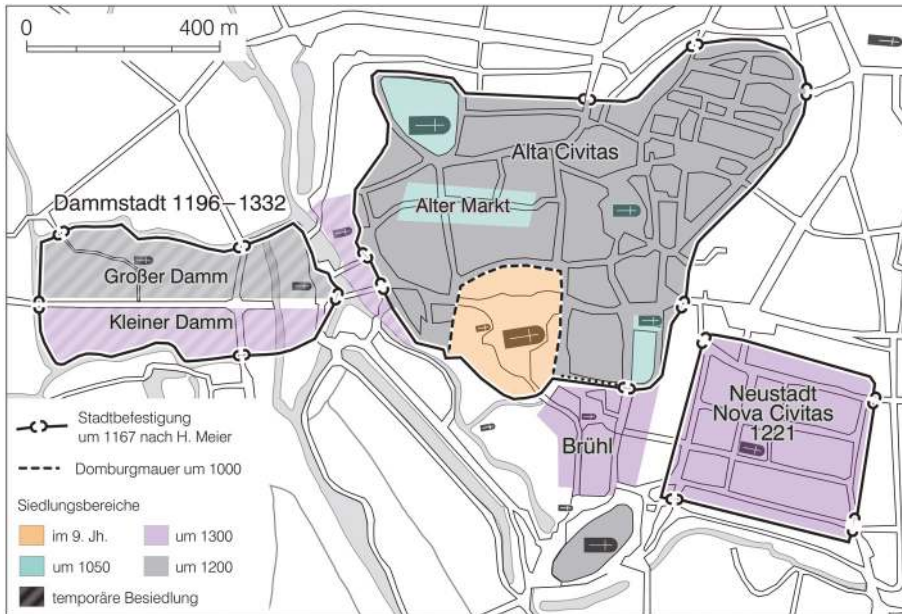 0 400 m
Alta Civitas
Dammstadt 1196–1332
Alter Markt
Großer Damm
Kleiner Damm
Neustadt
Nova Civitas
1221
Brühl
Stadtbefestigung
um 1167 nach H. Meier
Domburgmauer um 1000
Siedlungsbereiche
im 9. Jh.
um 1300
um 1050
um 1200
temporäre Besiedlung